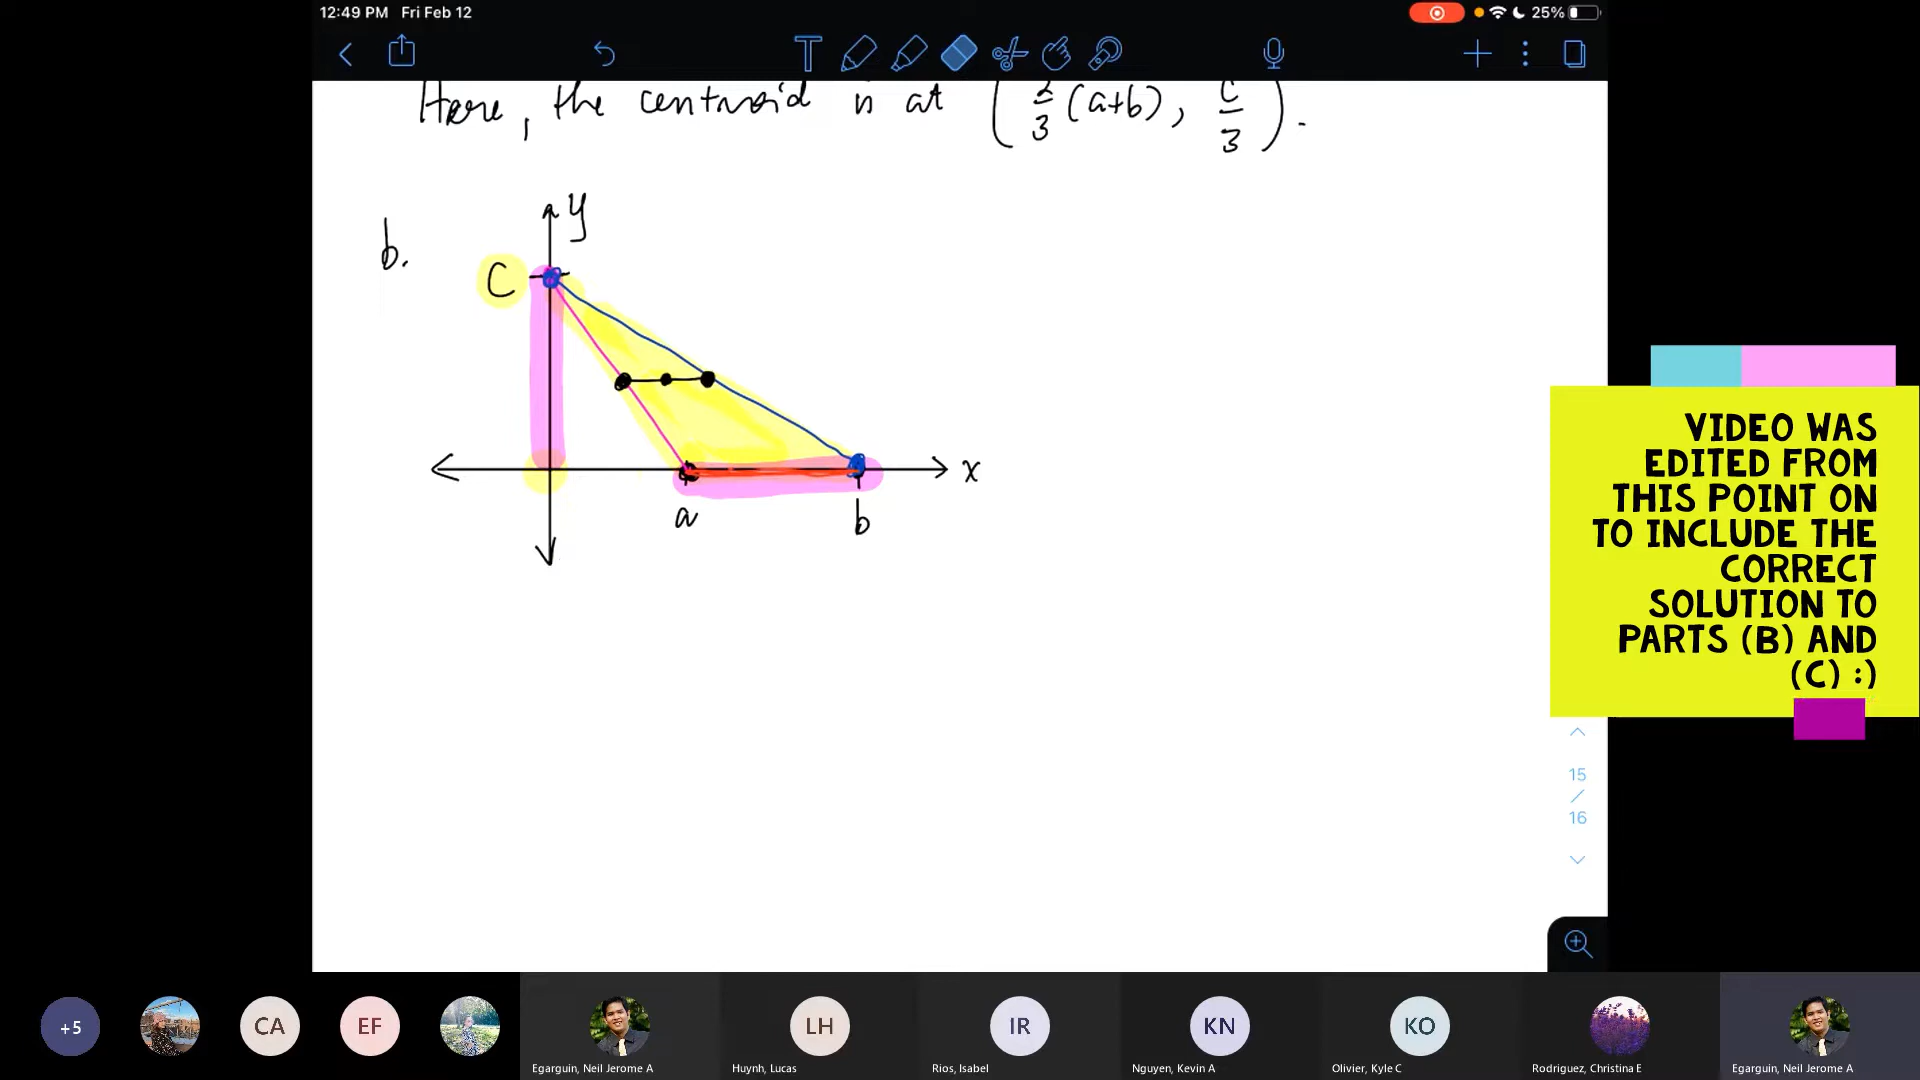 12:49 PM Fri Feb 12
25%
Here, the centroid is at ( 2/3 (a+b), c/3 ).
b.
y
C
x
a
b
VIDEO WAS
EDITED FROM
THIS POINT ON
TO INCLUDE THE
CORRECT
SOLUTION TO
PARTS (B) AND
(C) :)
15
/
16
+5
CA
EF
LH
IR
KN
KO
Egarguin, Neil Jerome A
Huynh, Lucas
Rios, Isabel
Nguyen, Kevin A
Olivier, Kyle C
Rodriguez, Christina E
Egarguin, Neil Jerome A